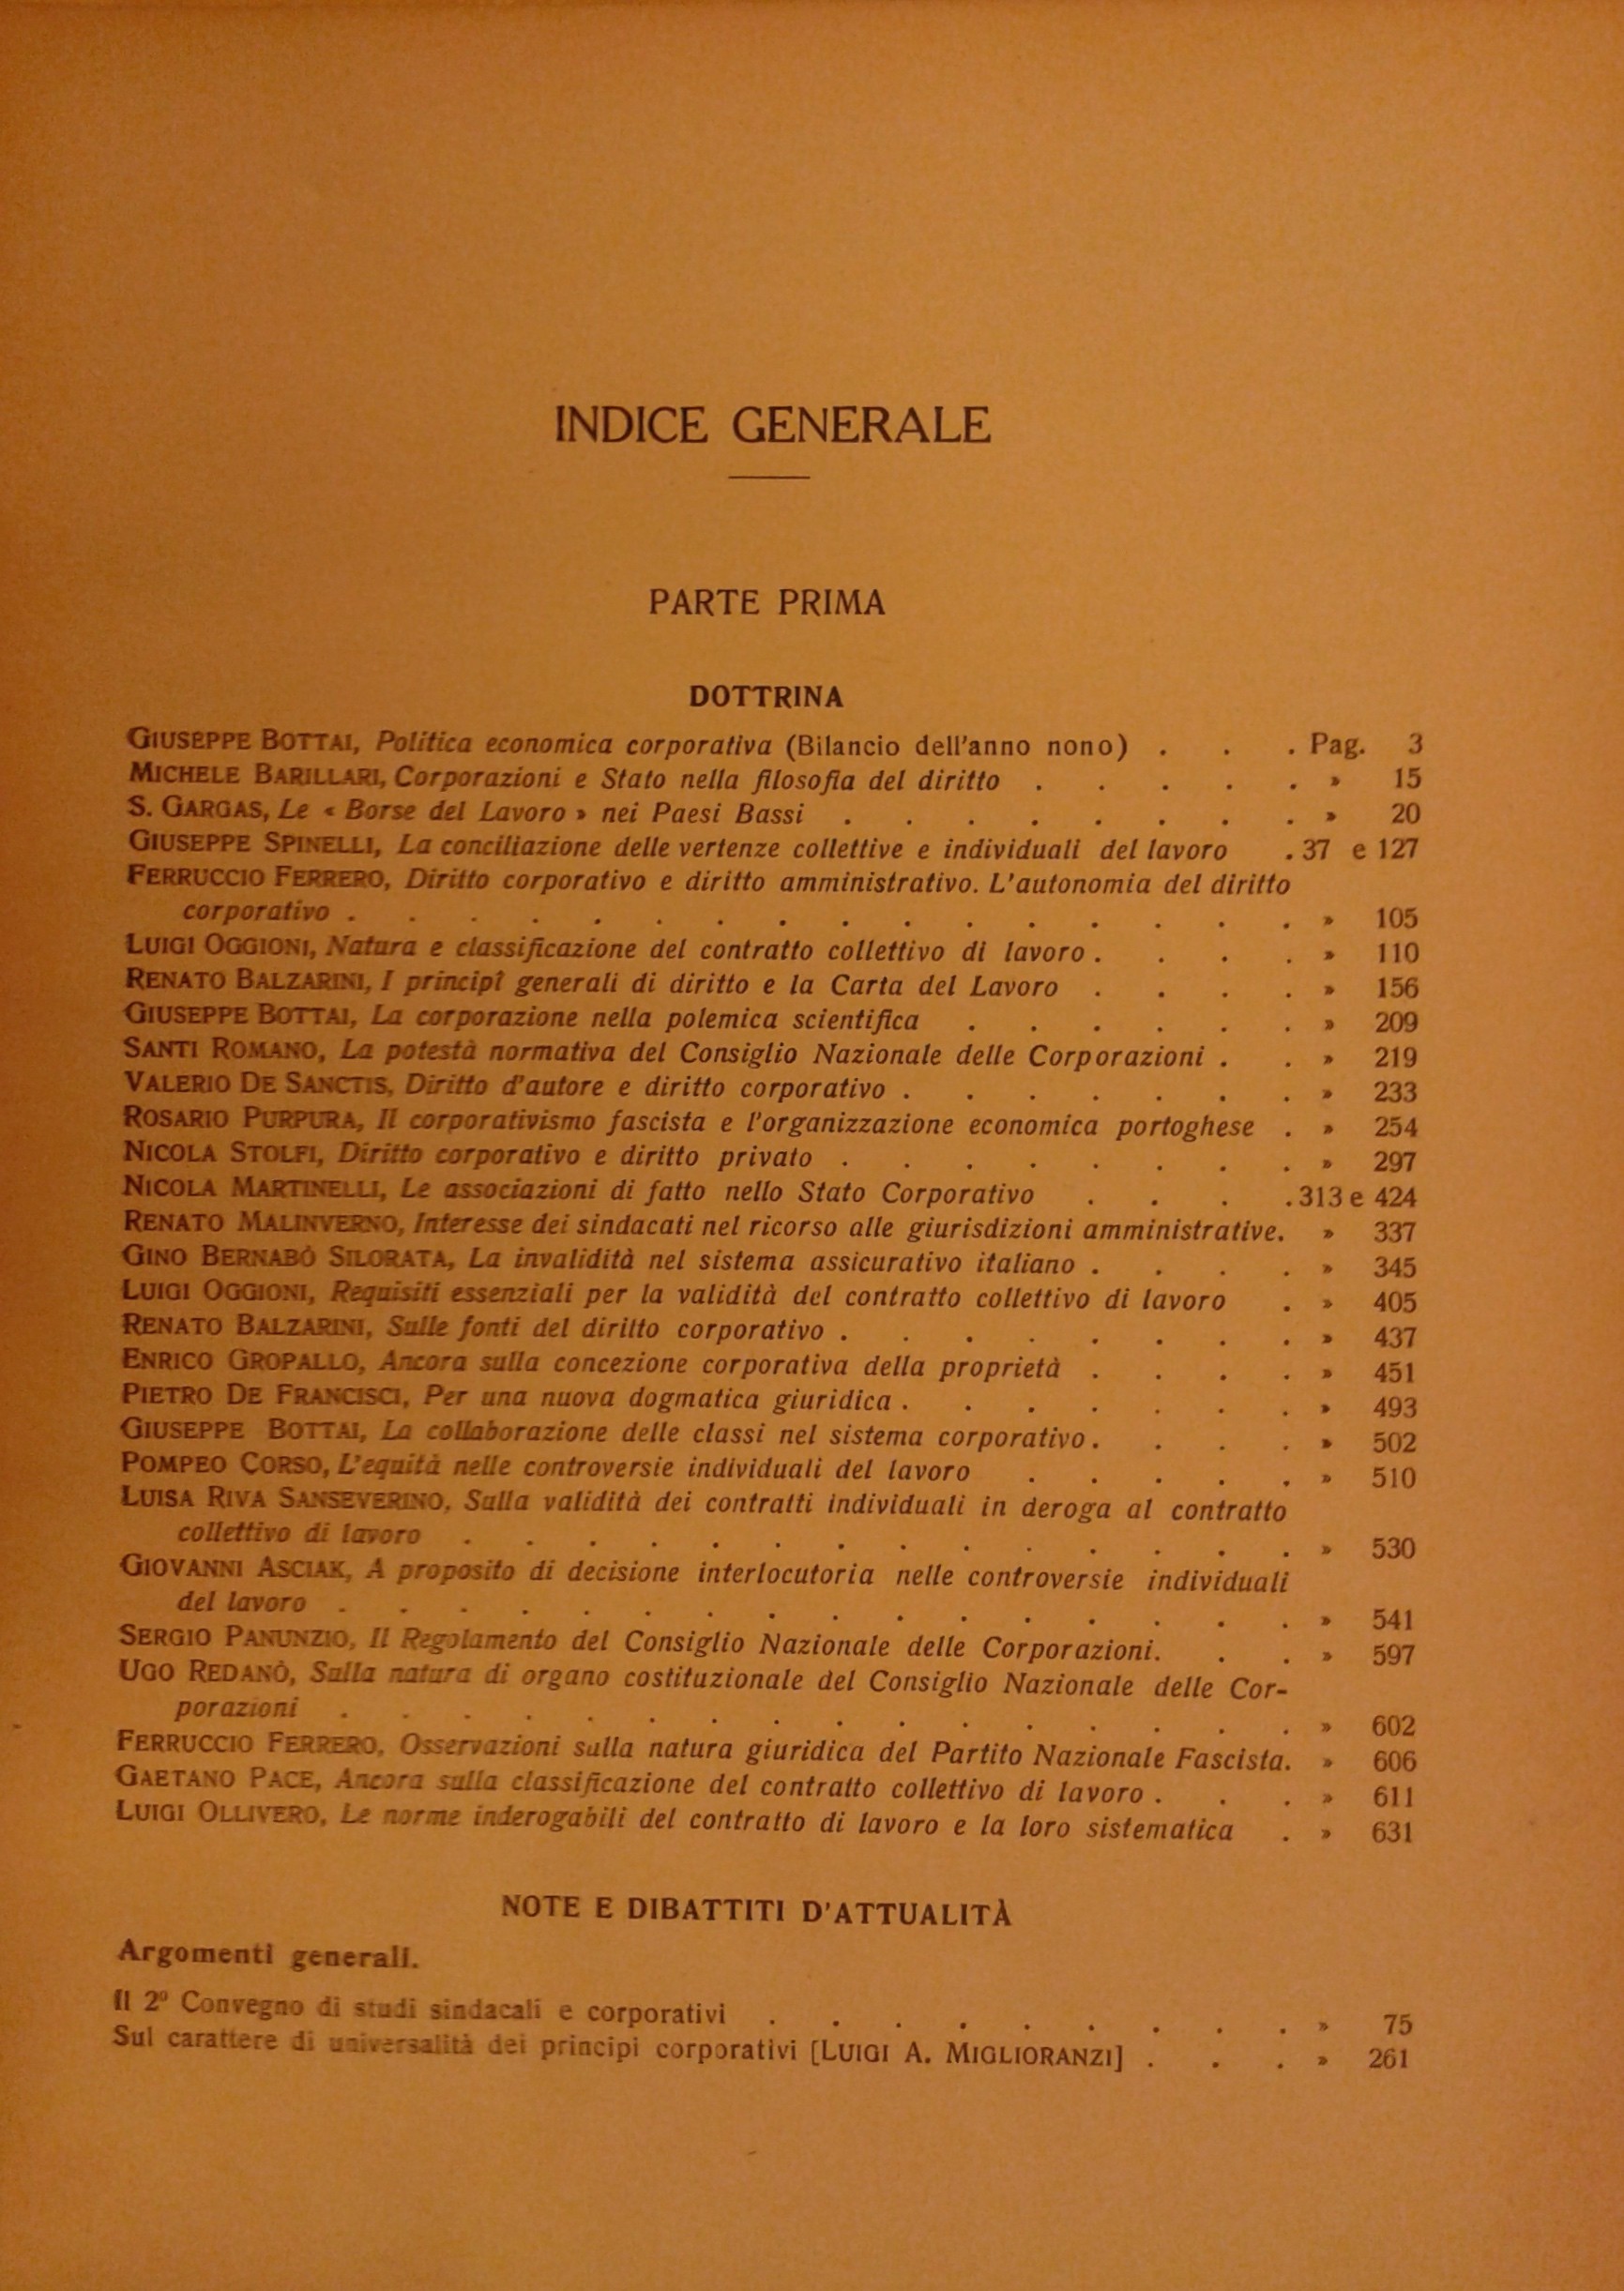 INDICE GENERALE
PARTE PRIMA
DOTTRINA
GIUSEPPE BOTTAI, Politica economica corporativa (Bilancio dell'anno nono) . . . Pag. 3
MICHELE BARILLARI, Corporazioni e Stato nella filosofia del diritto . . . . . » 15
S. GARGAS, Le « Borse del Lavoro » nei Paesi Bassi . . . . . . . . » 20
GIUSEPPE SPINELLI, La conciliazione delle vertenze collettive e individuali del lavoro . 37 e 127
FERRUCCIO FERRERO, Diritto corporativo e diritto amministrativo. L'autonomia del diritto
corporativo . . . . . . . . . . . . . . . . » 105
LUIGI OGGIONI, Natura e classificazione del contratto collettivo di lavoro . . . . » 110
RENATO BALZARINI, I principî generali di diritto e la Carta del Lavoro . . . . » 156
GIUSEPPE BOTTAI, La corporazione nella polemica scientifica . . . . . . » 209
SANTI ROMANO, La potestà normativa del Consiglio Nazionale delle Corporazioni . . » 219
VALERIO DE SANCTIS, Diritto d'autore e diritto corporativo . . . . . . . » 233
ROSARIO PURPURA, Il corporativismo fascista e l'organizzazione economica portoghese . » 254
NICOLA STOLFI, Diritto corporativo e diritto privato . . . . . . . . » 297
NICOLA MARTINELLI, Le associazioni di fatto nello Stato Corporativo . . . . 313 e 424
RENATO MALINVERNO, Interesse dei sindacati nel ricorso alle giurisdizioni amministrative. » 337
GINO BERNABÒ SILORATA, La invalidità nel sistema assicurativo italiano . . . . » 345
LUIGI OGGIONI, Requisiti essenziali per la validità del contratto collettivo di lavoro . » 405
RENATO BALZARINI, Sulle fonti del diritto corporativo . . . . . . . . » 437
ENRICO GROPALLO, Ancora sulla concezione corporativa della proprietà . . . . » 451
PIETRO DE FRANCISCI, Per una nuova dogmatica giuridica . . . . . . . » 493
GIUSEPPE BOTTAI, La collaborazione delle classi nel sistema corporativo . . . . » 502
POMPEO CORSO, L'equità nelle controversie individuali del lavoro . . . . . » 510
LUISA RIVA SANSEVERINO, Sulla validità dei contratti individuali in deroga al contratto
collettivo di lavoro . . . . . . . . . . . . . . » 530
GIOVANNI ASCIAK, A proposito di decisione interlocutoria nelle controversie individuali
del lavoro . . . . . . . . . . . . . . . . » 541
SERGIO PANUNZIO, Il Regolamento del Consiglio Nazionale delle Corporazioni. . . » 597
UGO REDANÒ, Sulla natura di organo costituzionale del Consiglio Nazionale delle Cor-
porazioni . . . . . . . . . . . . . . . . » 602
FERRUCCIO FERRERO, Osservazioni sulla natura giuridica del Partito Nazionale Fascista. » 606
GAETANO PACE, Ancora sulla classificazione del contratto collettivo di lavoro . . . » 611
LUIGI OLLIVERO, Le norme inderogabili del contratto di lavoro e la loro sistematica . » 631
NOTE E DIBATTITI D'ATTUALITÀ
Argomenti generali.
Il 2º Convegno di studi sindacali e corporativi . . . . . . . . . » 75
Sul carattere di universalità dei principi corporativi [LUIGI A. MIGLIORANZI] . . . » 261